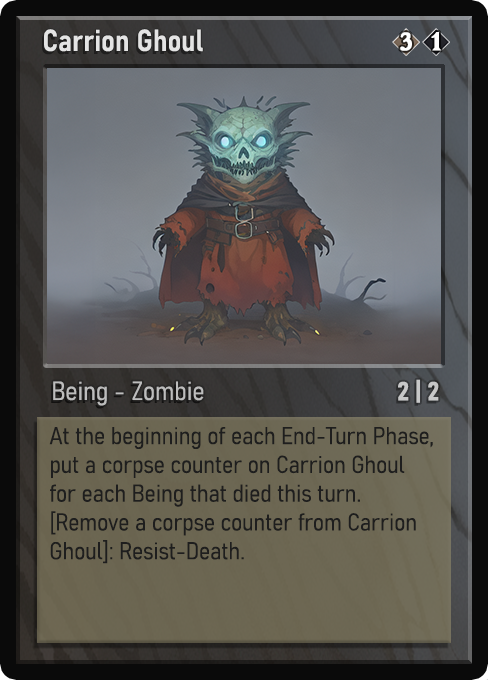 Carrion Ghoul 3 1
Being - Zombie 2|2
At the beginning of each End-Turn Phase,
put a corpse counter on Carrion Ghoul
for each Being that died this turn.
[Remove a corpse counter from Carrion
Ghoul]: Resist-Death.